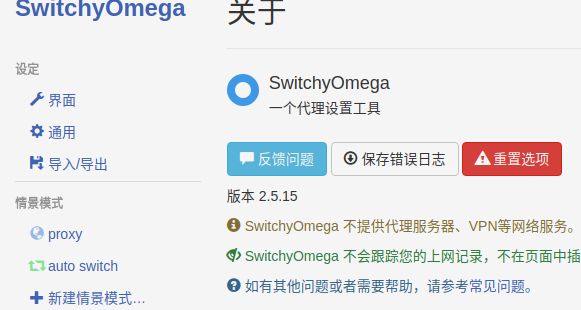 SwitchyOmega
设定
界面
通用
导入/导出
情景模式
proxy
auto switch
新建情景模式…
关于
SwitchyOmega
一个代理设置工具
反馈问题
保存错误日志
重置选项
版本 2.5.15
SwitchyOmega 不提供代理服务器、VPN等网络服务。
SwitchyOmega 不会跟踪您的上网记录，不在页面中插
如有其他问题或者需要帮助，请参考常见问题。